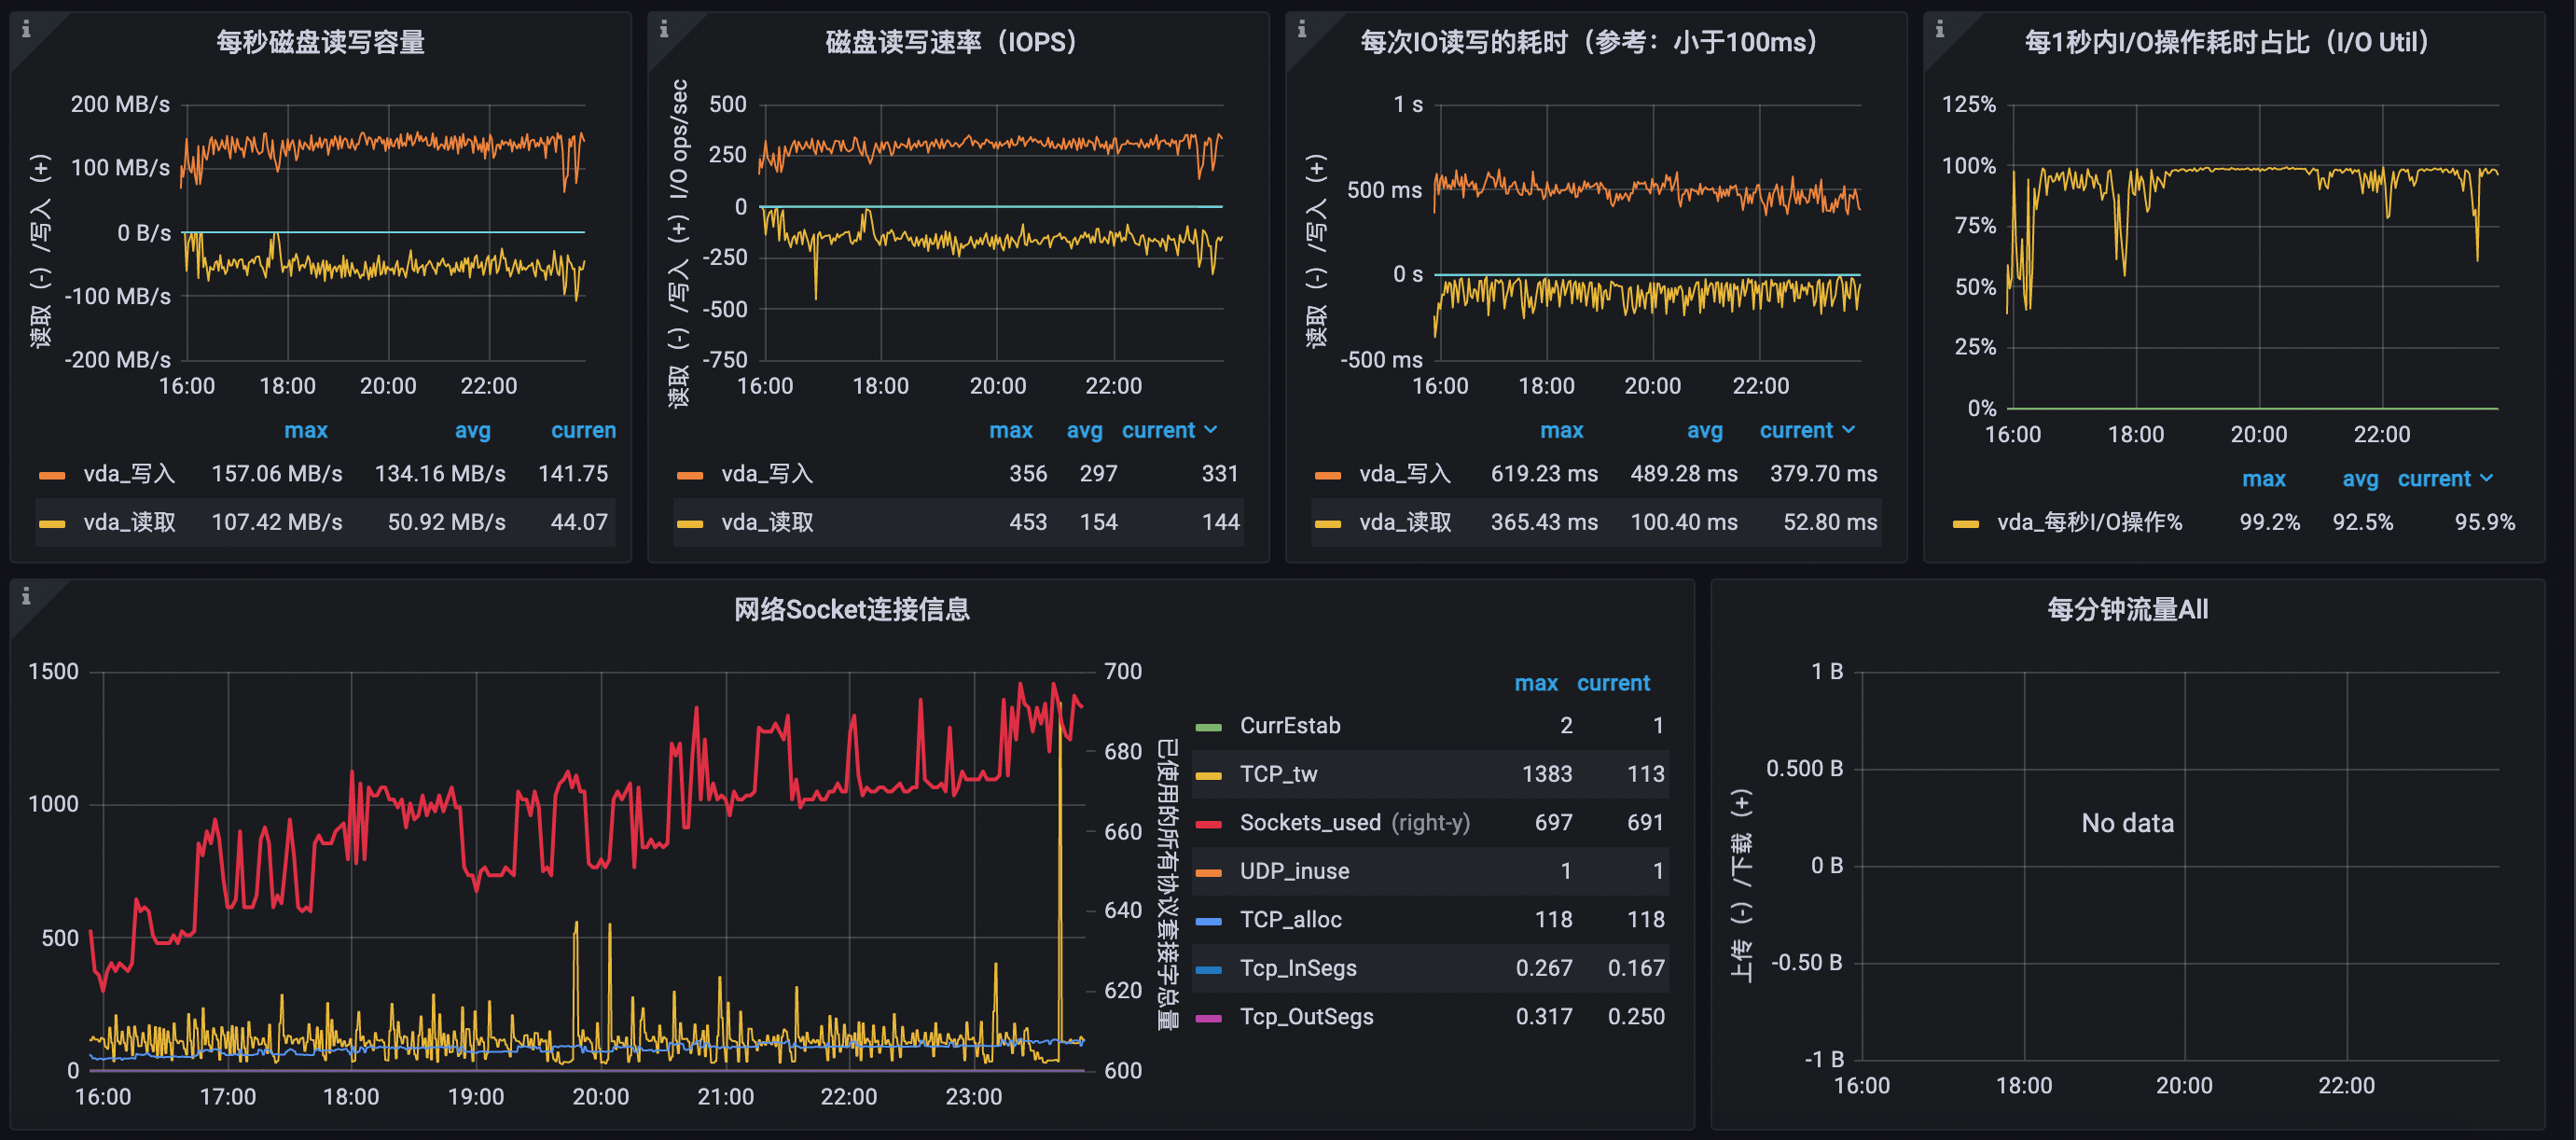 每秒磁盘读写容量
读取（-）/写入（+）
200 MB/s
100 MB/s
0 B/s
-100 MB/s
-200 MB/s
16:00 18:00 20:00 22:00
max avg curren
vda_写入 157.06 MB/s 134.16 MB/s 141.75
vda_读取 107.42 MB/s 50.92 MB/s 44.07
磁盘读写速率（IOPS）
读取（-）/写入（+）I/O ops/sec
500
250
0
-250
-500
-750
16:00 18:00 20:00 22:00
max avg current
vda_写入 356 297 331
vda_读取 453 154 144
每次IO读写的耗时（参考：小于100ms）
读取（-）/写入（+）
1 s
500 ms
0 s
-500 ms
16:00 18:00 20:00 22:00
max avg current
vda_写入 619.23 ms 489.28 ms 379.70 ms
vda_读取 365.43 ms 100.40 ms 52.80 ms
每1秒内I/O操作耗时占比（I/O Util）
125%
100%
75%
50%
25%
0%
16:00 18:00 20:00 22:00
max avg current
vda_每秒I/O操作% 99.2% 92.5% 95.9%
网络Socket连接信息
1500
1000
500
0
16:00 17:00 18:00 19:00 20:00 21:00 22:00 23:00
700
680
660
640
620
600
已使用的所有协议套接字总量
max current
CurrEstab 2 1
TCP_tw 1383 113
Sockets_used (right-y) 697 691
UDP_inuse 1 1
TCP_alloc 118 118
Tcp_InSegs 0.267 0.167
Tcp_OutSegs 0.317 0.250
每分钟流量All
上传（-）/下载（+）
1 B
0.500 B
0 B
-0.50 B
-1 B
No data
16:00 18:00 20:00 22:00